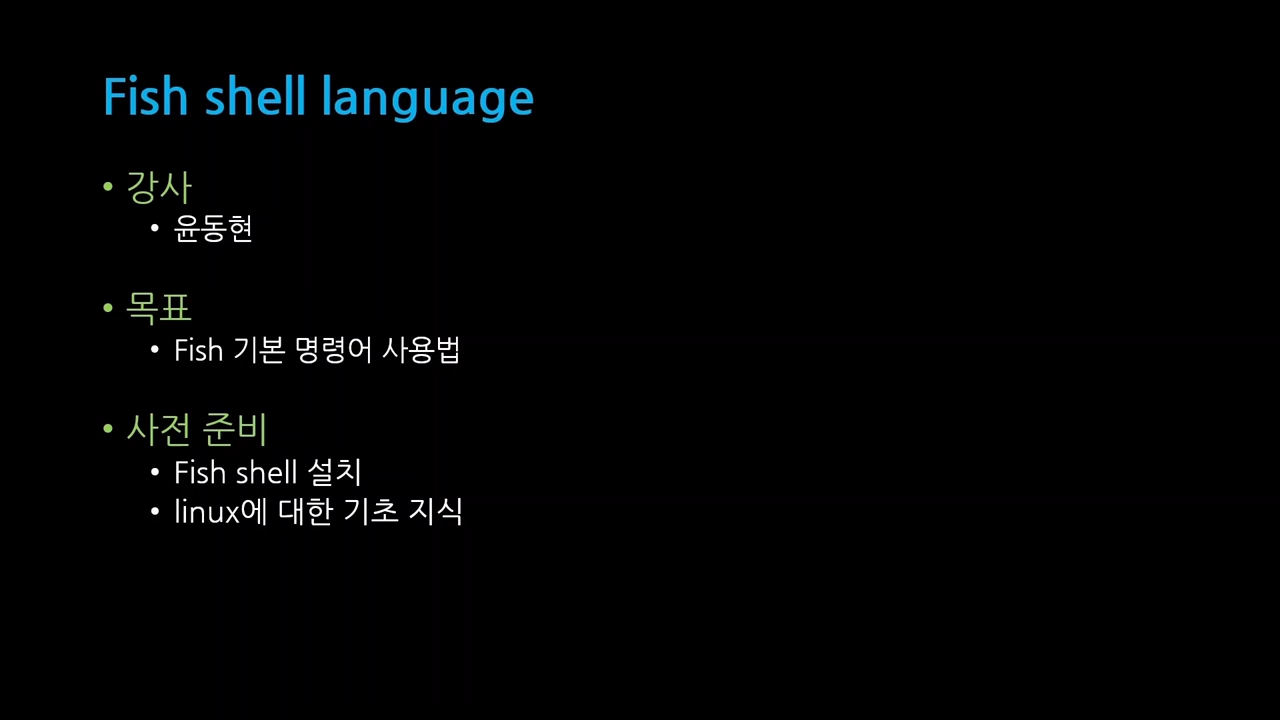 Fish shell language
• 강사
• 윤동현
• 목표
• Fish 기본 명령어 사용법
• 사전 준비
• Fish shell 설치
• linux에 대한 기초 지식